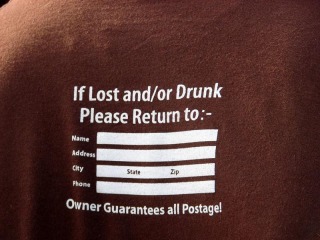 If Lost and/or Drunk
Please Return to:-
Name
Address
City State Zip
Phone
Owner Guarantees all Postage!